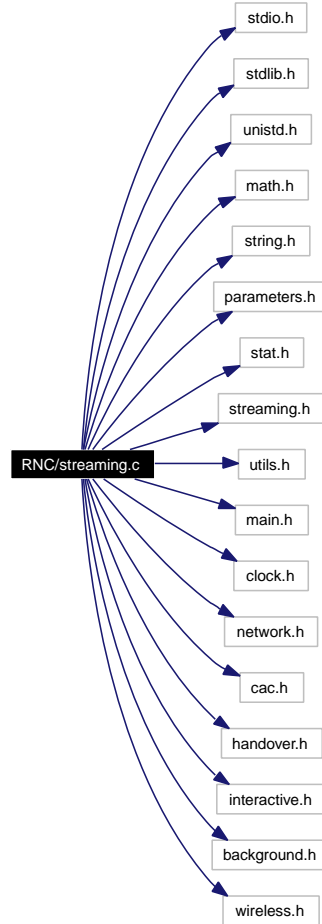 stdio.h
stdlib.h
unistd.h
math.h
string.h
parameters.h
stat.h
streaming.h
RNC/streaming.c
utils.h
main.h
clock.h
network.h
cac.h
handover.h
interactive.h
background.h
wireless.h